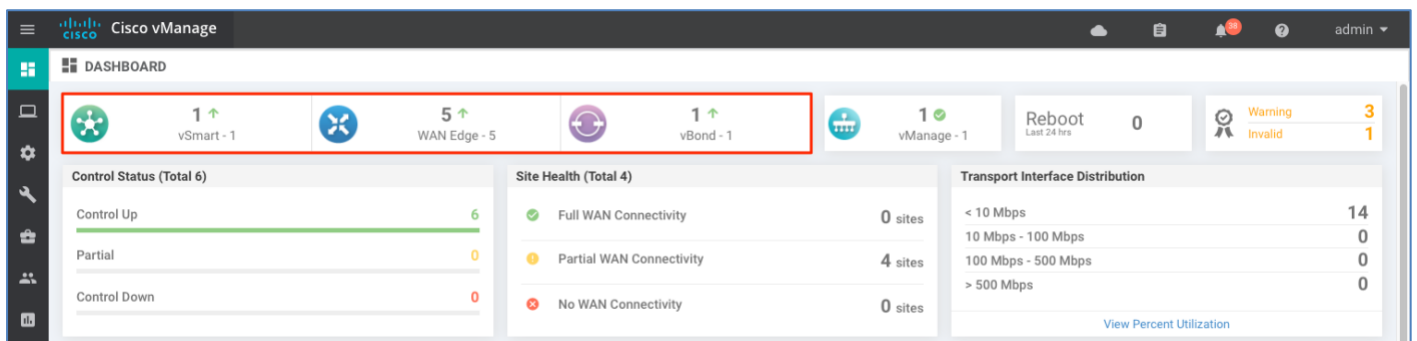 cisco Cisco vManage 38 admin
DASHBOARD
1 5 1 1
vSmart - 1 WAN Edge - 5 vBond - 1 vManage - 1
Reboot 0
Last 24 hrs
Warning 3
Invalid 1
Control Status (Total 6)
Control Up 6
Partial 0
Control Down 0
Site Health (Total 4)
Full WAN Connectivity 0 sites
Partial WAN Connectivity 4 sites
No WAN Connectivity 0 sites
Transport Interface Distribution
< 10 Mbps 14
10 Mbps - 100 Mbps 0
100 Mbps - 500 Mbps 0
> 500 Mbps 0
View Percent Utilization